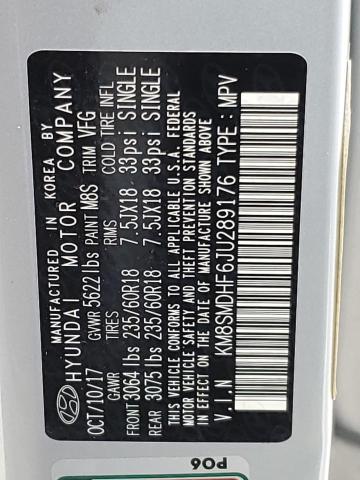 MANUFACTURED IN KOREA BY
HYUNDAI MOTOR COMPANY
OCT/10/17 GVWR 5622 lbs PAINT M8S TRIM VFG
GAWR TIRES RIMS COLD TIRE INFL
FRONT 3064 lbs 235/60R18 7.5JX18 33psi SINGLE
REAR 3075 lbs 235/60R18 7.5JX18 33psi SINGLE
THIS VEHICLE CONFORMS TO ALL APPLICABLE U.S.A. FEDERAL
MOTOR VEHICLE SAFETY, BUMPER, AND THEFT PREVENTION STANDARDS
IN EFFECT ON THE DATE OF MANUFACTURE SHOWN ABOVE
V.I.N : KM8SMDHF6JU289176 TYPE : MPV
P06